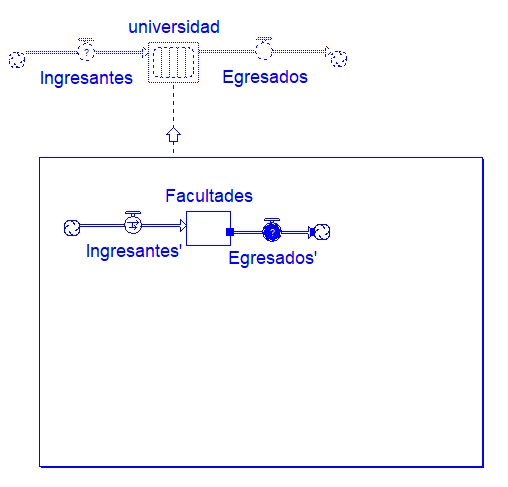 universidad
Ingresantes
?
Egresados
Facultades
Ingresantes'
?
Egresados'